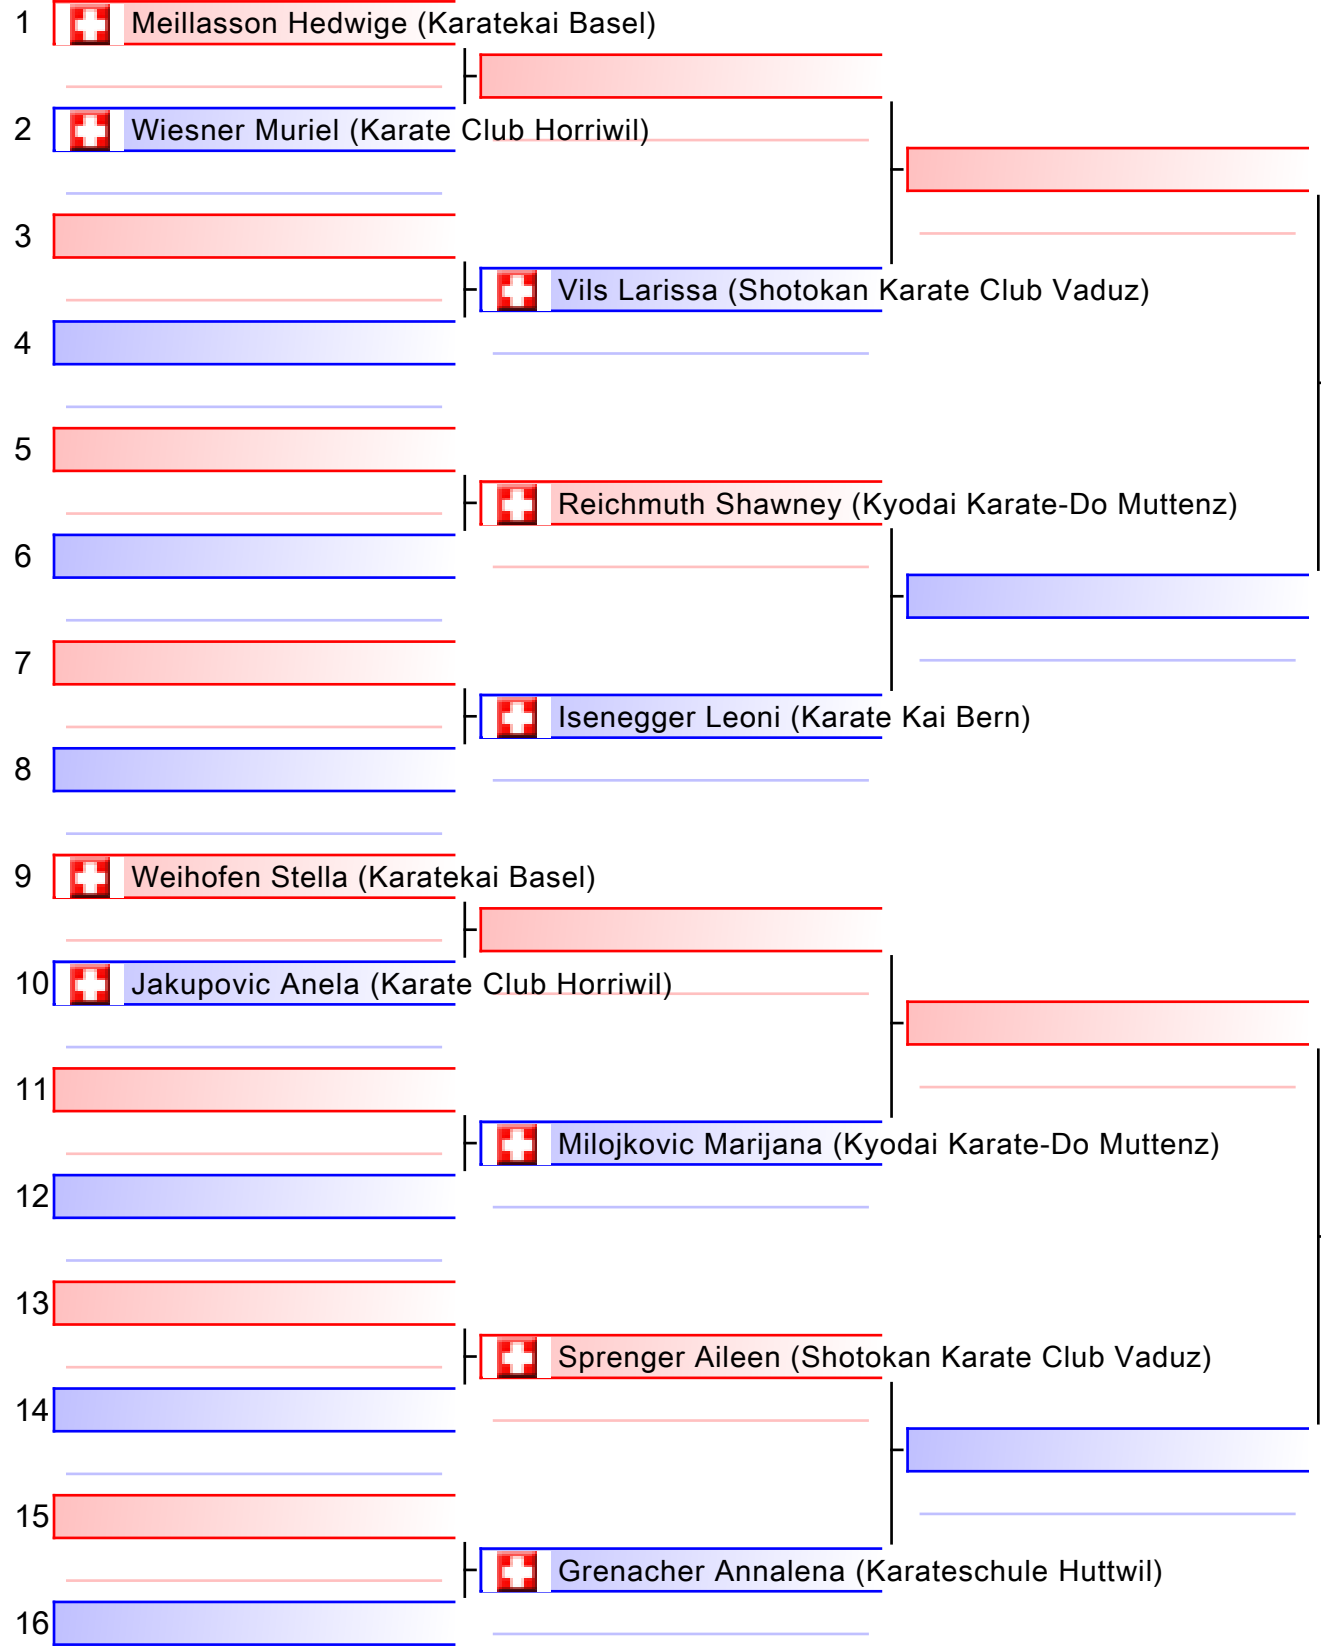 1 Meillasson Hedwige (Karatekai Basel)
2 Wiesner Muriel (Karate Club Horriwil)
3
Vils Larissa (Shotokan Karate Club Vaduz)
4
5
Reichmuth Shawney (Kyodai Karate-Do Muttenz)
6
7
Isenegger Leoni (Karate Kai Bern)
8
9 Weihofen Stella (Karatekai Basel)
10 Jakupovic Anela (Karate Club Horriwil)
11
Milojkovic Marijana (Kyodai Karate-Do Muttenz)
12
13
Sprenger Aileen (Shotokan Karate Club Vaduz)
14
15
Grenacher Annalena (Karateschule Huttwil)
16